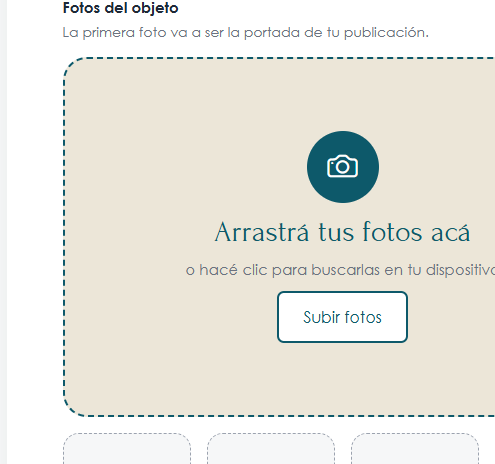 Fotos del objeto
La primera foto va a ser la portada de tu publicación.
Arrastrá tus fotos acá
o hacé clic para buscarlas en tu dispositivo
Subir fotos